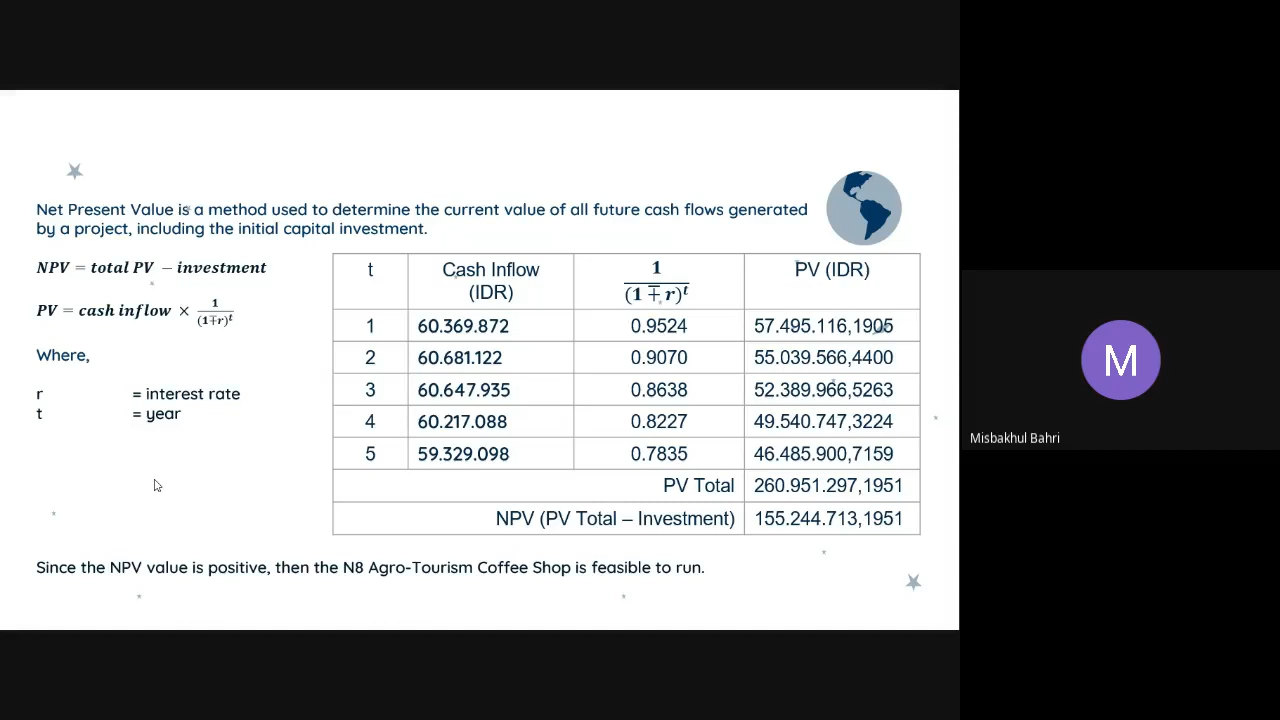 Net Present Value is a method used to determine the current value of all future cash flows generated
by a project, including the initial capital investment.
NPV = total PV − investment
PV = cash inflow × 1/(1∓r)^t
Where,
r = interest rate
t = year
t Cash Inflow (IDR) 1/(1∓r)^t PV (IDR)
1 60.369.872 0.9524 57.495.116,1905
2 60.681.122 0.9070 55.039.566,4400
3 60.647.935 0.8638 52.389.966,5263
4 60.217.088 0.8227 49.540.747,3224
5 59.329.098 0.7835 46.485.900,7159
PV Total 260.951.297,1951
NPV (PV Total – Investment) 155.244.713,1951
Since the NPV value is positive, then the N8 Agro-Tourism Coffee Shop is feasible to run.
M
Misbakhul Bahri